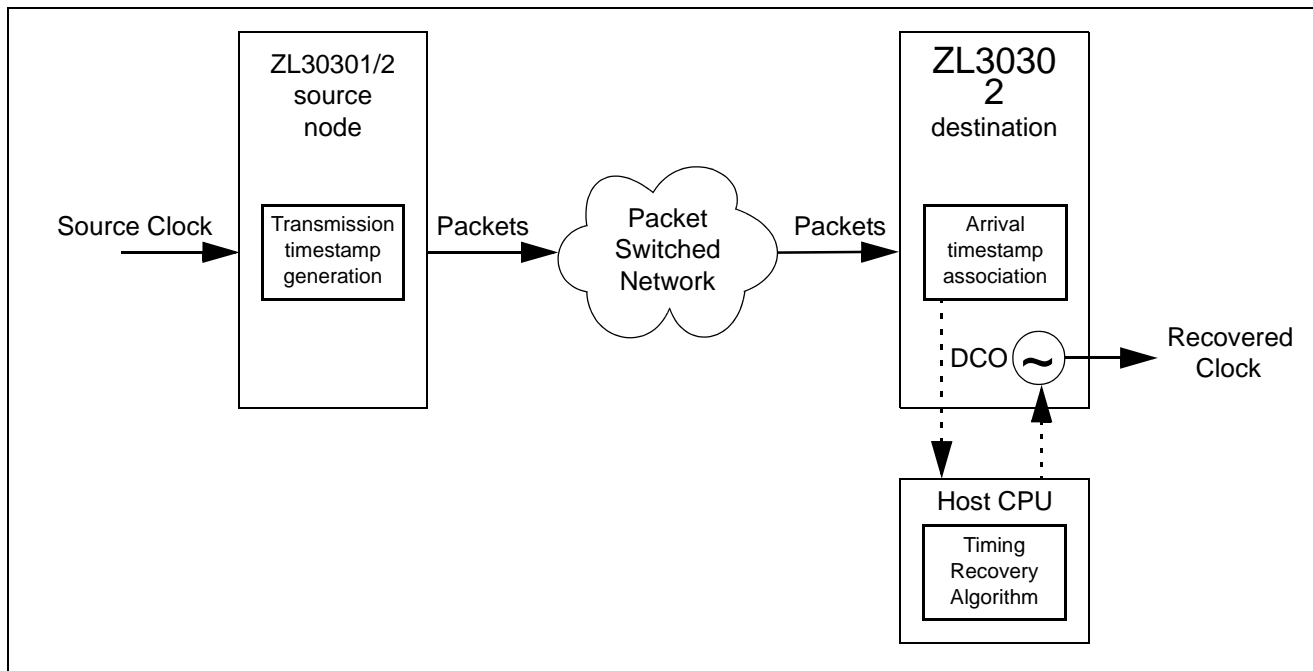 ZL30301/2
source
node
Source Clock
Transmission
timestamp
generation
Packets
Packet
Switched
Network
Packets
ZL3030
2
destination
Arrival
timestamp
association
DCO
~
Recovered
Clock
Host CPU
Timing
Recovery
Algorithm